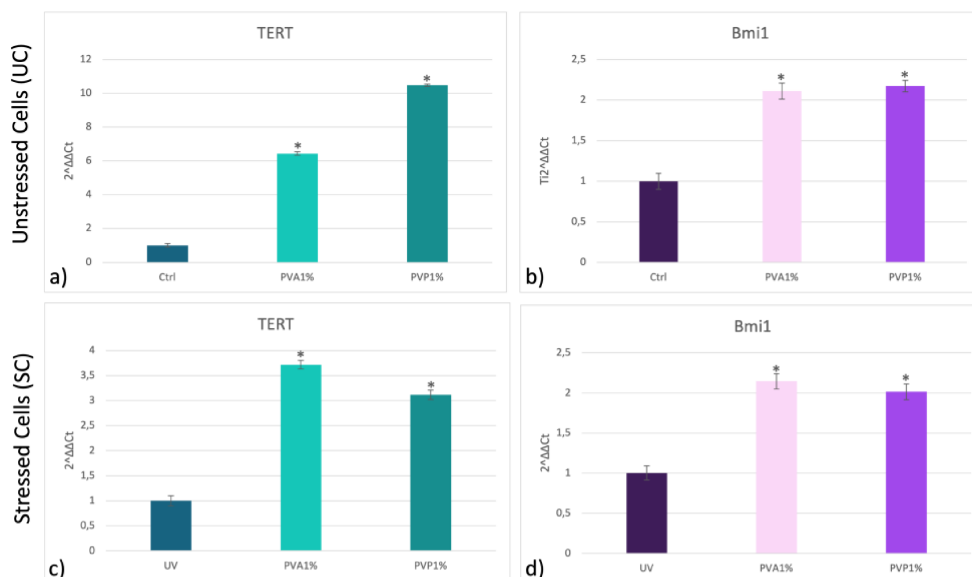 Unstressed Cells (UC)
TERT
2^ΔΔCt
12
10
8
6
4
2
0
*
*
Ctrl
PVA1%
PVP1%
a)
Bmi1
Ti2^ΔΔCt
2,5
2
1,5
1
0,5
0
*
*
Ctrl
PVA1%
PVP1%
b)
Stressed Cells (SC)
TERT
2^ΔΔCt
4
3,5
3
2,5
2
1,5
1
0,5
0
*
*
UV
PVA1%
PVP1%
c)
Bmi1
2^ΔΔCt
2,5
2
1,5
1
0,5
0
*
*
UV
PVA1%
PVP1%
d)